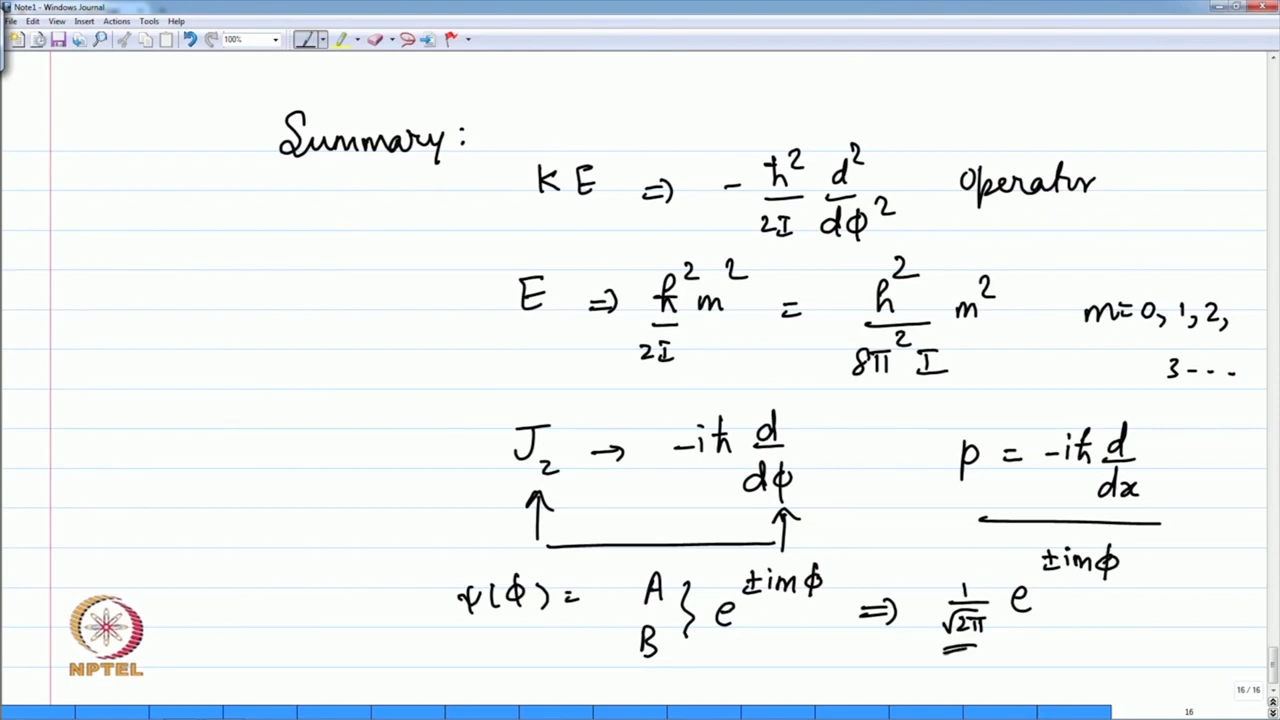 Note1 - Windows Journal
File Edit View Insert Actions Tools Help
100%
Summary:
KE ⇒ - ħ²/2I d²/dφ² operator
E ⇒ ħ²/2I m² = h²/8π²I m² m=0, 1, 2,
3---
J_z → -iħ d/dφ p = -iħ d/dx
ψ(φ) = A B } e^{±imφ} ⇒ 1/√2π e^{±imφ}
NPTEL
16/16
16